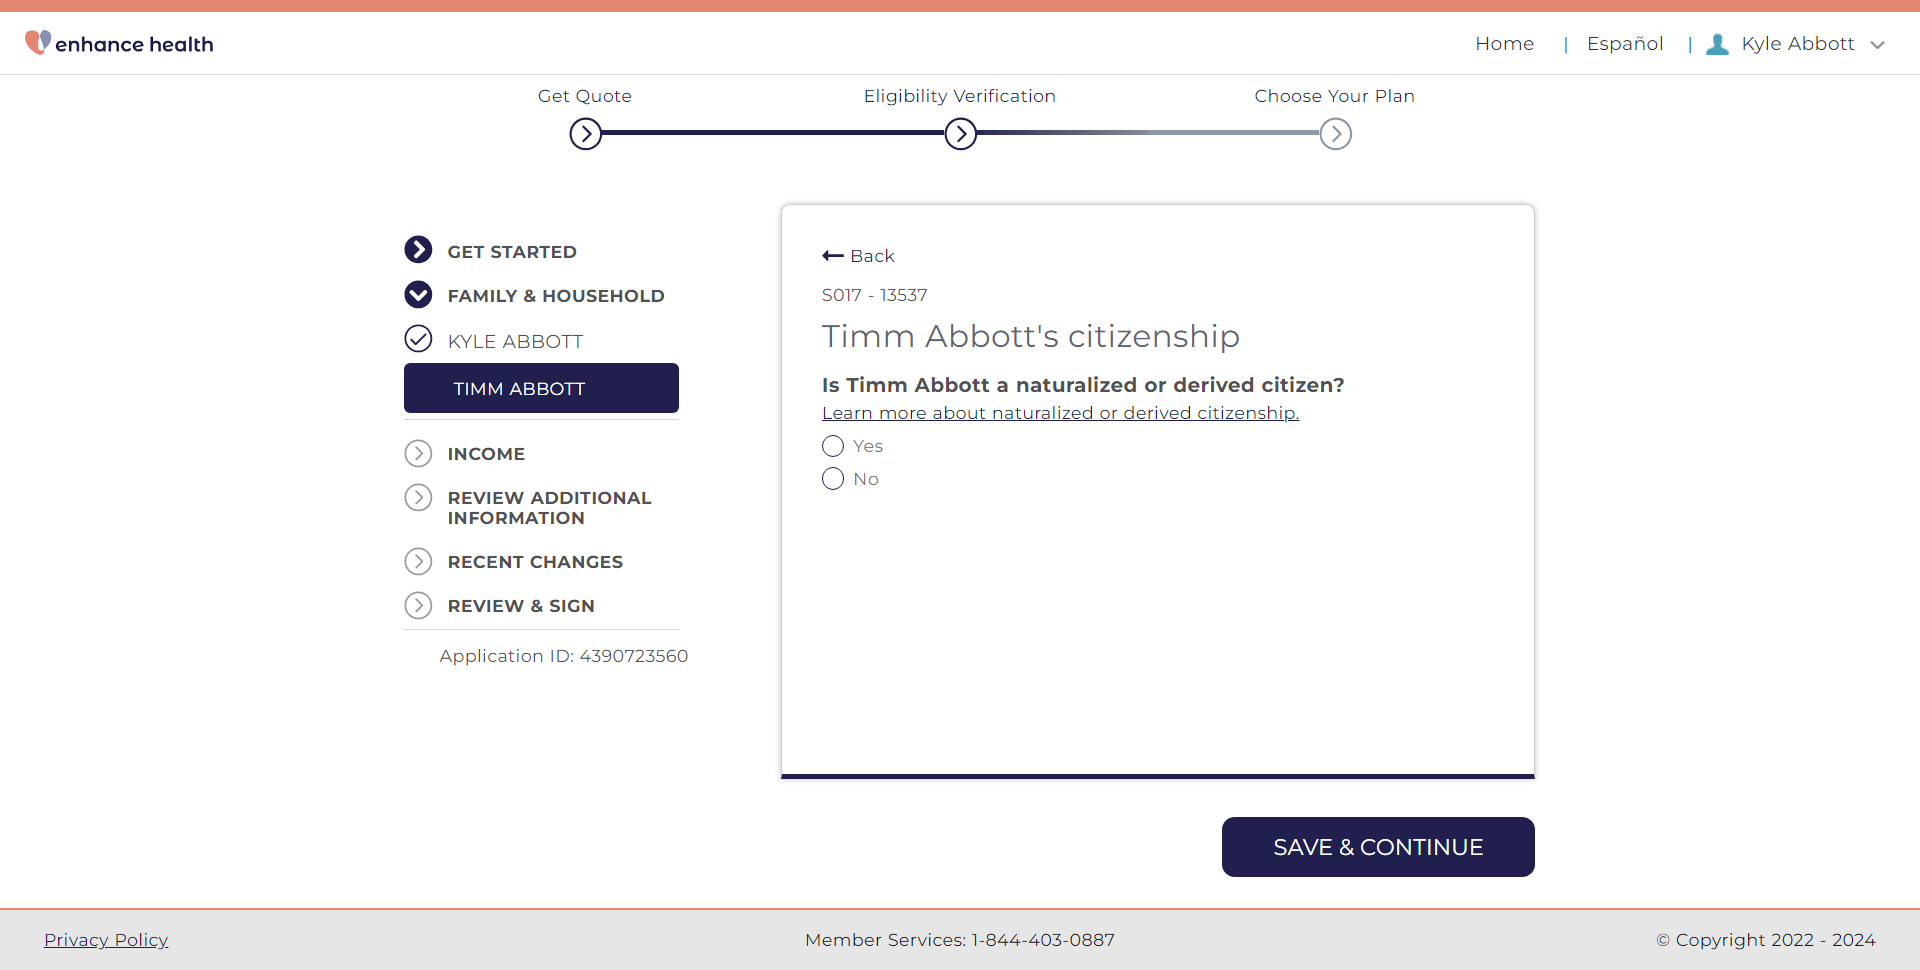 enhance health
Home | Español | Kyle Abbott
Get Quote
Eligibility Verification
Choose Your Plan
GET STARTED
FAMILY & HOUSEHOLD
KYLE ABBOTT
TIMM ABBOTT
INCOME
REVIEW ADDITIONAL
INFORMATION
RECENT CHANGES
REVIEW & SIGN
Application ID: 4390723560
Back
S017 - 13537
Timm Abbott's citizenship
Is Timm Abbott a naturalized or derived citizen?
Learn more about naturalized or derived citizenship.
Yes
No
SAVE & CONTINUE
Privacy Policy
Member Services: 1-844-403-0887
© Copyright 2022 - 2024